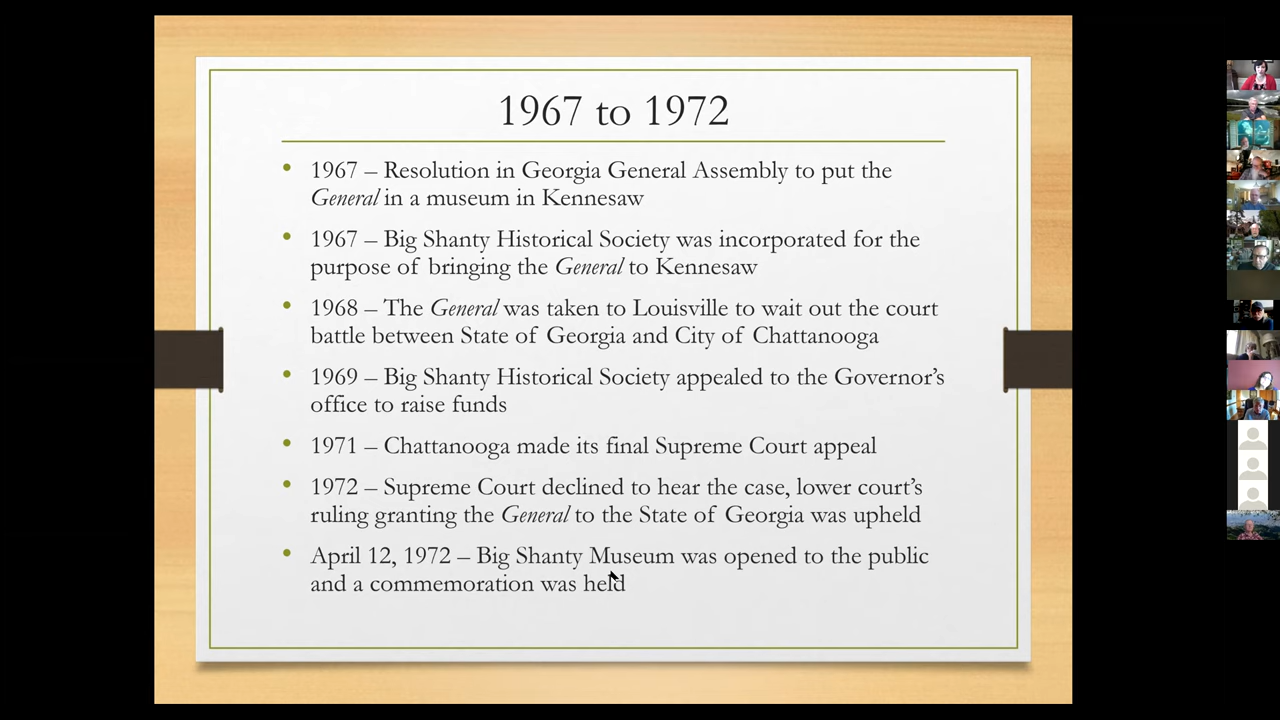 1967 to 1972
• 1967 – Resolution in Georgia General Assembly to put the
General in a museum in Kennesaw
• 1967 – Big Shanty Historical Society was incorporated for the
purpose of bringing the General to Kennesaw
• 1968 – The General was taken to Louisville to wait out the court
battle between State of Georgia and City of Chattanooga
• 1969 – Big Shanty Historical Society appealed to the Governor’s
office to raise funds
• 1971 – Chattanooga made its final Supreme Court appeal
• 1972 – Supreme Court declined to hear the case, lower court’s
ruling granting the General to the State of Georgia was upheld
• April 12, 1972 – Big Shanty Museum was opened to the public
and a commemoration was held